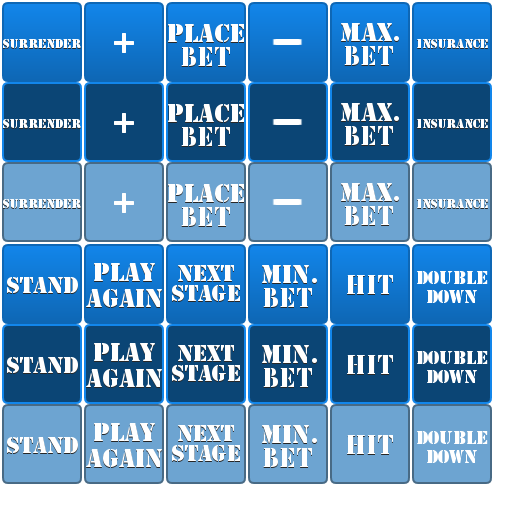 SURRENDER + PLACE BET − MAX. BET INSURANCE
SURRENDER + PLACE BET − MAX. BET INSURANCE
SURRENDER + PLACE BET − MAX. BET INSURANCE
STAND PLAY AGAIN NEXT STAGE MIN. BET HIT DOUBLE DOWN
STAND PLAY AGAIN NEXT STAGE MIN. BET HIT DOUBLE DOWN
STAND PLAY AGAIN NEXT STAGE MIN. BET HIT DOUBLE DOWN